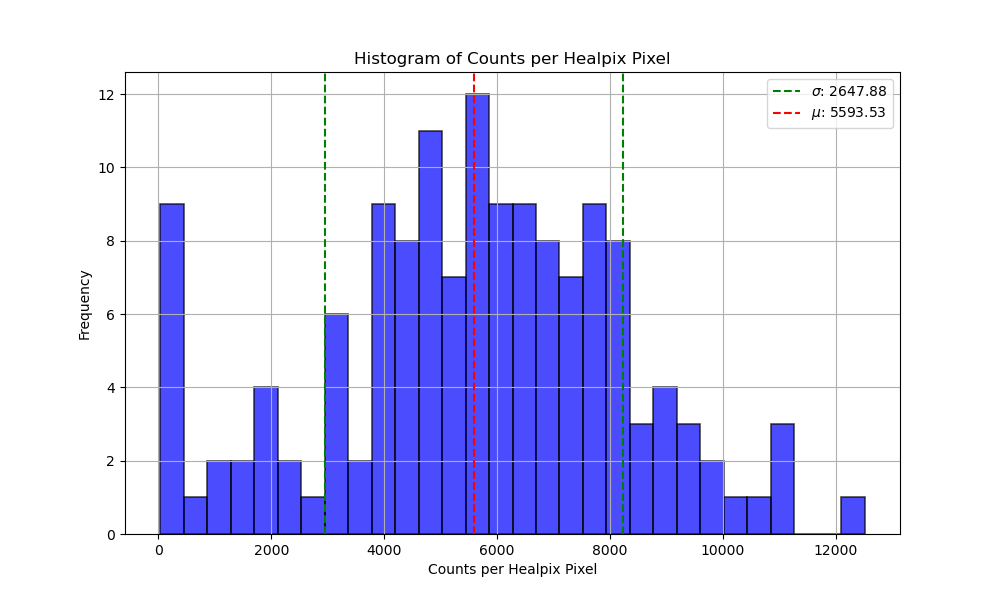 Histogram of Counts per Healpix Pixel
σ: 2647.88
μ: 5593.53
12
10
8
6
4
2
0
Frequency
0 2000 4000 6000 8000 10000 12000
Counts per Healpix Pixel